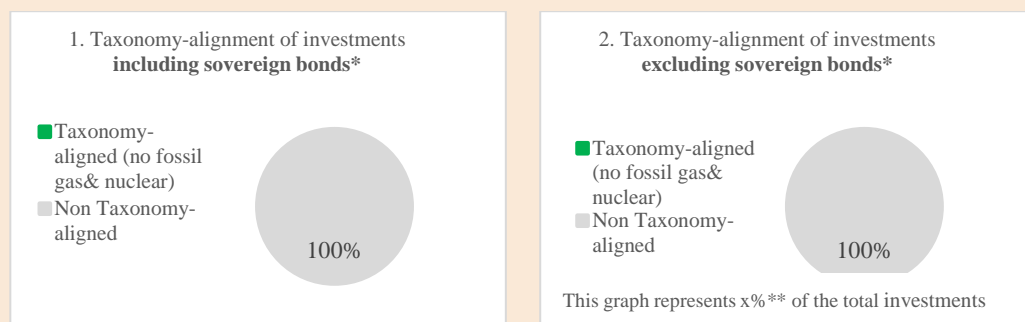 1. Taxonomy-alignment of investments
including sovereign bonds*
Taxonomy-
aligned (no fossil
gas& nuclear)
Non Taxonomy-
aligned
100%
2. Taxonomy-alignment of investments
excluding sovereign bonds*
Taxonomy-aligned
(no fossil gas&
nuclear)
Non Taxonomy-
aligned
100%
This graph represents x%** of the total investments